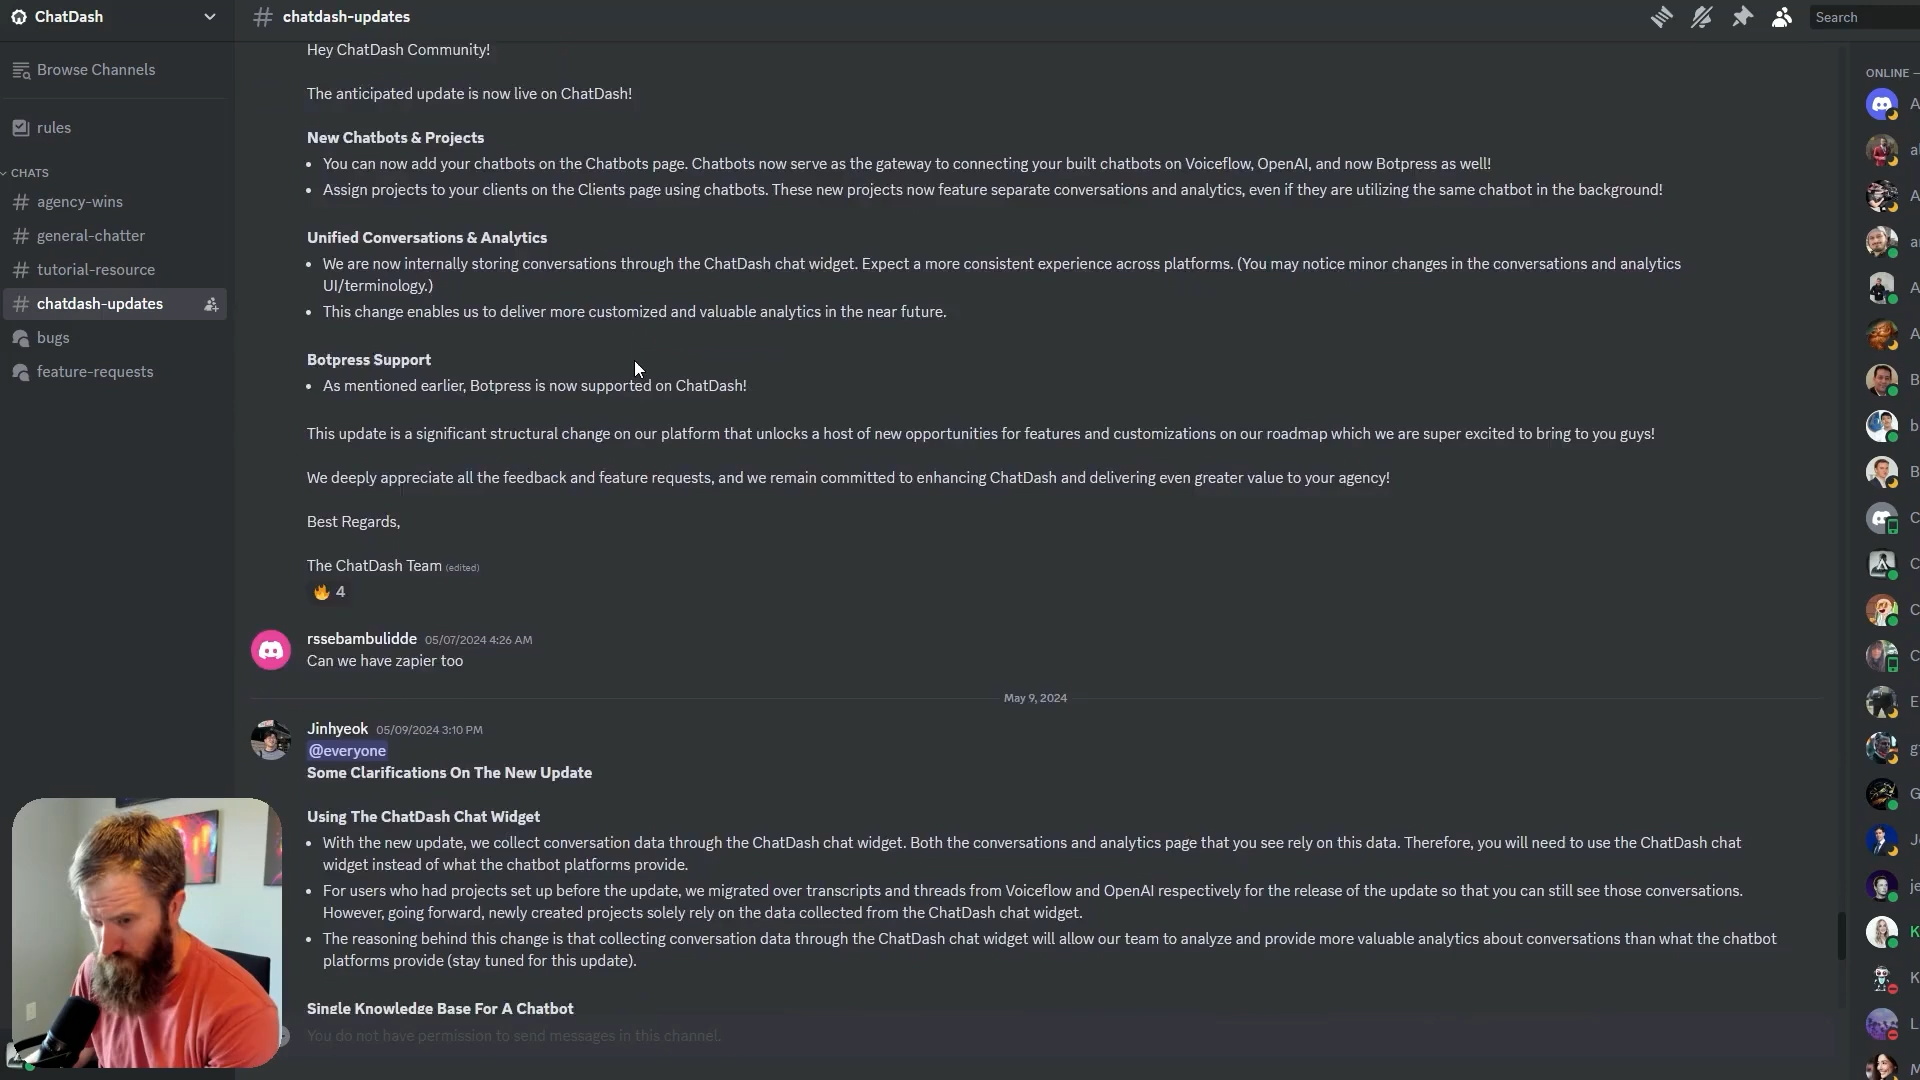 ChatDash
chatdash-updates
Search
Browse Channels
rules
CHATS
agency-wins
general-chatter
tutorial-resource
chatdash-updates
bugs
feature-requests
Hey ChatDash Community!
The anticipated update is now live on ChatDash!
New Chatbots & Projects
• You can now add your chatbots on the Chatbots page. Chatbots now serve as the gateway to connecting your built chatbots on Voiceflow, OpenAI, and now Botpress as well!
• Assign projects to your clients on the Clients page using chatbots. These new projects now feature separate conversations and analytics, even if they are utilizing the same chatbot in the background!
Unified Conversations & Analytics
• We are now internally storing conversations through the ChatDash chat widget. Expect a more consistent experience across platforms. (You may notice minor changes in the conversations and analytics
UI/terminology.)
• This change enables us to deliver more customized and valuable analytics in the near future.
Botpress Support
• As mentioned earlier, Botpress is now supported on ChatDash!
This update is a significant structural change on our platform that unlocks a host of new opportunities for features and customizations on our roadmap which we are super excited to bring to you guys!
We deeply appreciate all the feedback and feature requests, and we remain committed to enhancing ChatDash and delivering even greater value to your agency!
Best Regards,
The ChatDash Team (edited)
🔥 4
rssebambulidde 05/07/2024 4:26 AM
Can we have zapier too
May 9, 2024
Jinhyeok 05/09/2024 3:10 PM
@everyone
Some Clarifications On The New Update
Using The ChatDash Chat Widget
• With the new update, we collect conversation data through the ChatDash chat widget. Both the conversations and analytics page that you see rely on this data. Therefore, you will need to use the ChatDash chat
widget instead of what the chatbot platforms provide.
• For users who had projects set up before the update, we migrated over transcripts and threads from Voiceflow and OpenAI respectively for the release of the update so that you can still see those conversations.
However, going forward, newly created projects solely rely on the data collected from the ChatDash chat widget.
• The reasoning behind this change is that collecting conversation data through the ChatDash chat widget will allow our team to analyze and provide more valuable analytics about conversations than what the chatbot
platforms provide (stay tuned for this update).
Single Knowledge Base For A Chatbot
You do not have permission to send messages in this channel.
ONLINE —